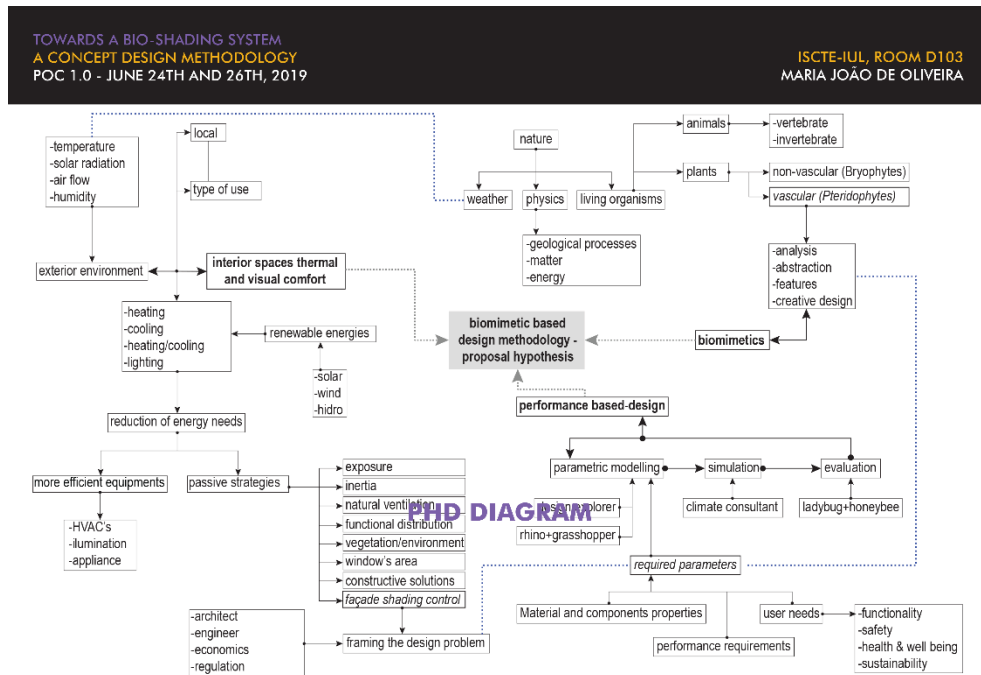 TOWARDS A BIO-SHADING SYSTEM
A CONCEPT DESIGN METHODOLOGY
POC 1.0 - JUNE 24TH AND 26TH, 2019
ISCTE-IUL, ROOM D103
MARIA JOÃO DE OLIVEIRA
-temperature
-solar radiation
-air flow
-humidity
local
type of use
exterior environment
interior spaces thermal
and visual comfort
nature
weather
physics
living organisms
-geological processes
-matter
-energy
animals
-vertebrate
-invertebrate
plants
non-vascular (Bryophytes)
vascular (Pteridophytes)
-analysis
-abstraction
-features
-creative design
biomimetics
biomimetic based
design methodology -
proposal hypothesis
-heating
-cooling
-heating/cooling
-lighting
renewable energies
-solar
-wind
-hidro
reduction of energy needs
more efficient equipments
passive strategies
-HVAC's
-ilumination
-appliance
exposure
inertia
natural ventilation
functional distribution
vegetation/environment
window's area
constructive solutions
façade shading control
framing the design problem
-architect
-engineer
-economics
-regulation
PHD DIAGRAM
performance based-design
parametric modelling
simulation
evaluation
design explorer
rhino+grasshopper
climate consultant
ladybug+honeybee
required parameters
Material and components properties
performance requirements
user needs
-functionality
-safety
-health & well being
-sustainability